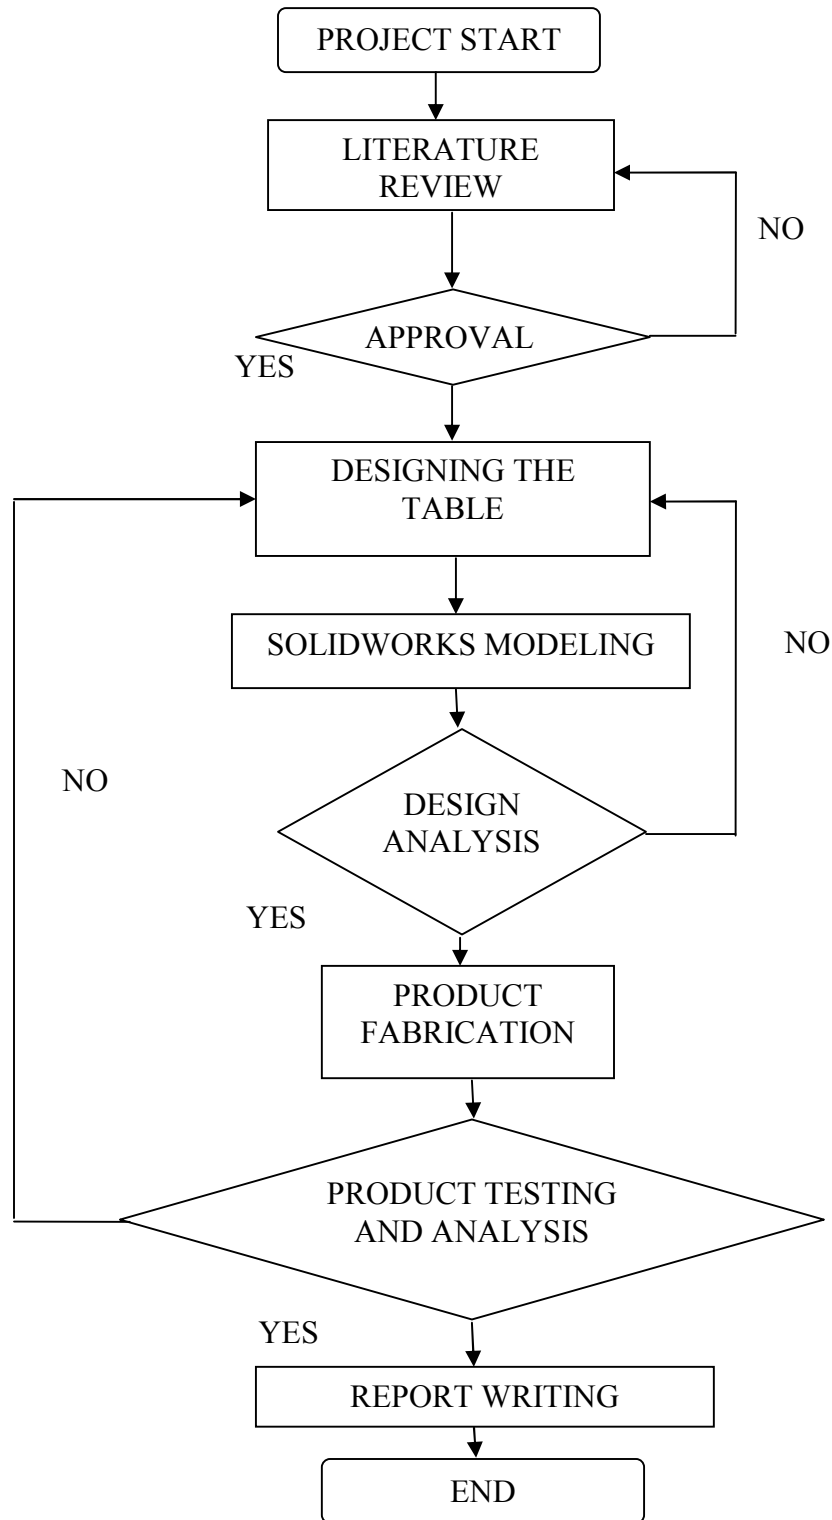 PROJECT START
LITERATURE
REVIEW
NO
APPROVAL
YES
DESIGNING THE
TABLE
SOLIDWORKS MODELING
NO
NO
DESIGN
ANALYSIS
YES
PRODUCT
FABRICATION
PRODUCT TESTING
AND ANALYSIS
YES
REPORT WRITING
END